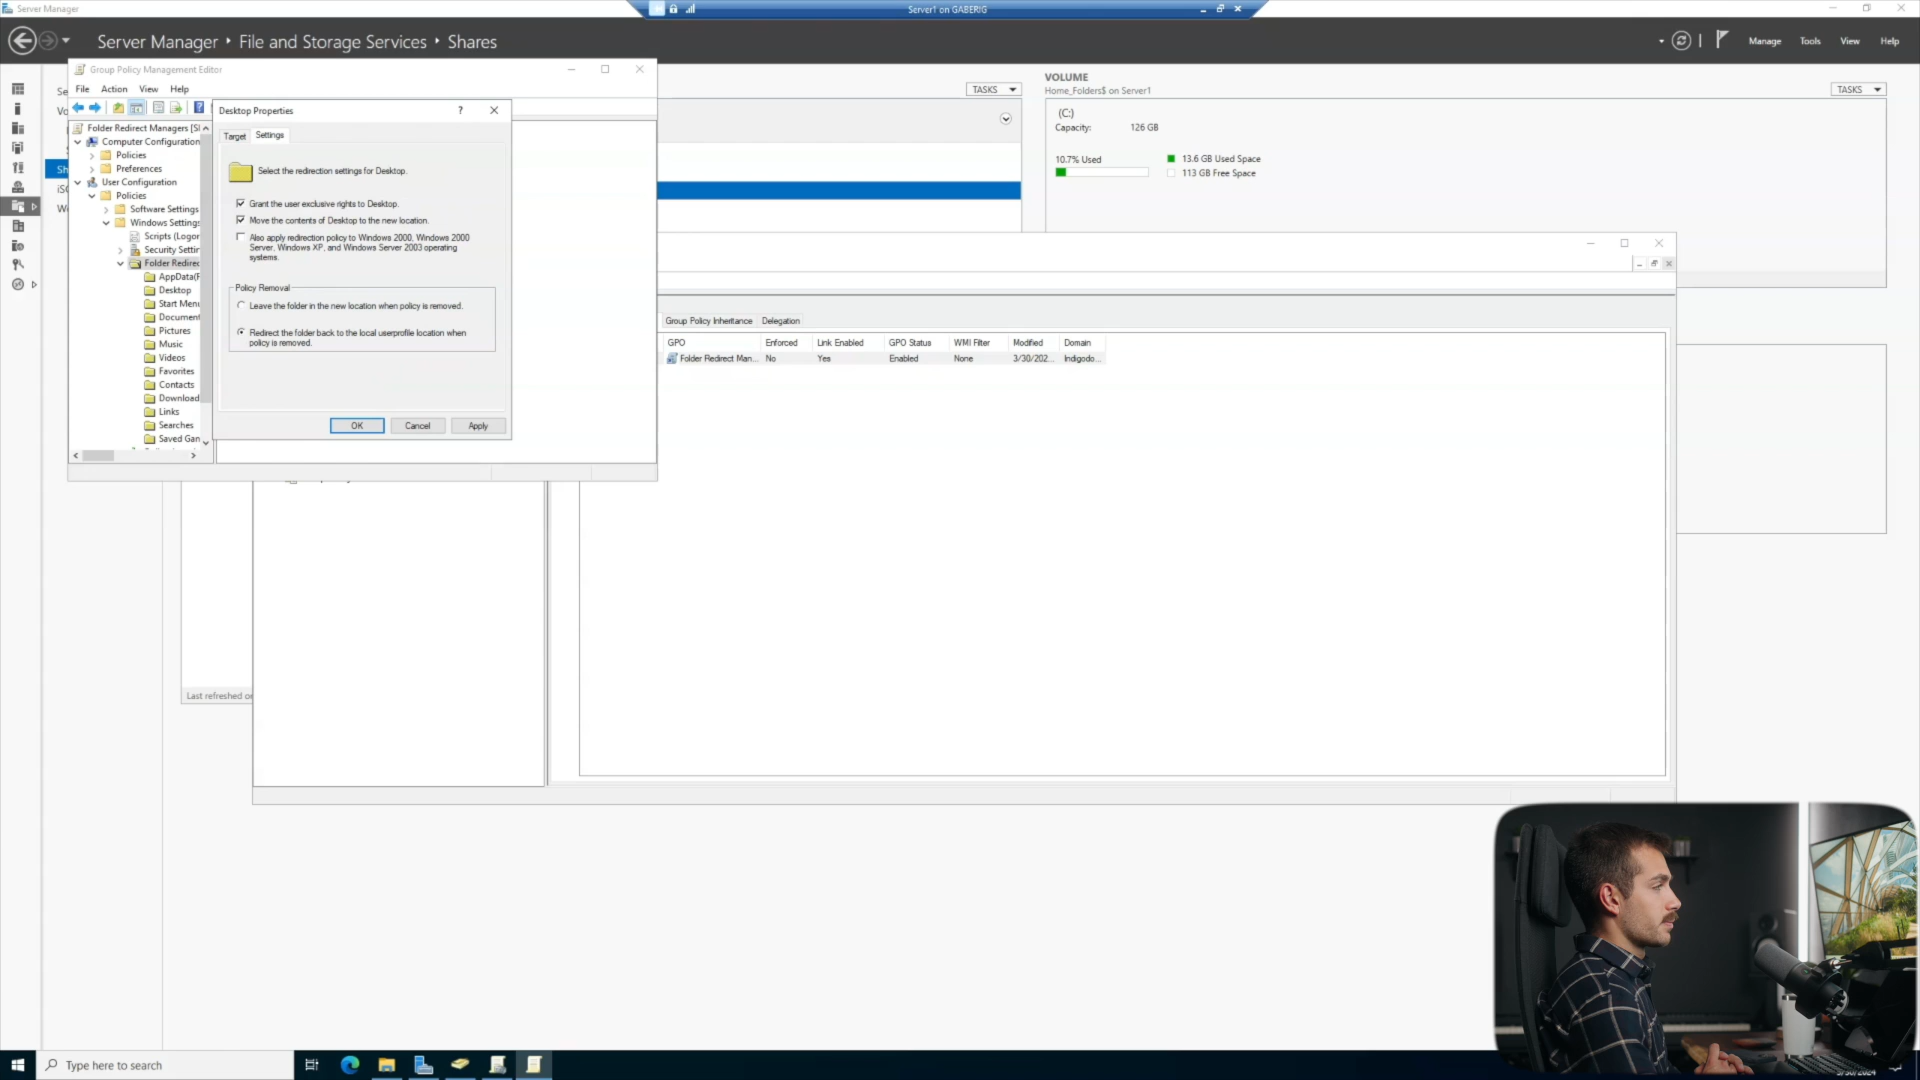 Server Manager
Server1 on GABERIG
Server Manager • File and Storage Services • Shares
Manage
Tools
View
Help
Group Policy Management Editor
File
Action
View
Help
Folder Redirect Managers [S
Computer Configuration
Policies
Preferences
User Configuration
Policies
Software Settings
Windows Settings
Scripts (Logor
Security Settir
Folder Redirec
AppData(F
Desktop
Start Menu
Document
Pictures
Music
Videos
Favorites
Contacts
Download
Links
Searches
Saved Gan
Se
Vo
Sh
iSC
Wo
Desktop Properties
?
Target
Settings
Select the redirection settings for Desktop.
Grant the user exclusive rights to Desktop.
Move the contents of Desktop to the new location.
Also apply redirection policy to Windows 2000, Windows 2000
Server, Windows XP, and Windows Server 2003 operating
systems.
Policy Removal
Leave the folder in the new location when policy is removed.
Redirect the folder back to the local userprofile location when
policy is removed.
OK
Cancel
Apply
TASKS
VOLUME
Home_Folders$ on Server1
TASKS
(C:)
Capacity: 126 GB
10.7% Used
13.6 GB Used Space
113 GB Free Space
Group Policy Inheritance
Delegation
GPO Enforced Link Enabled GPO Status WMI Filter Modified Domain
Folder Redirect Man... No Yes Enabled None 3/30/202... Indigodo...
Last refreshed o
Type here to search